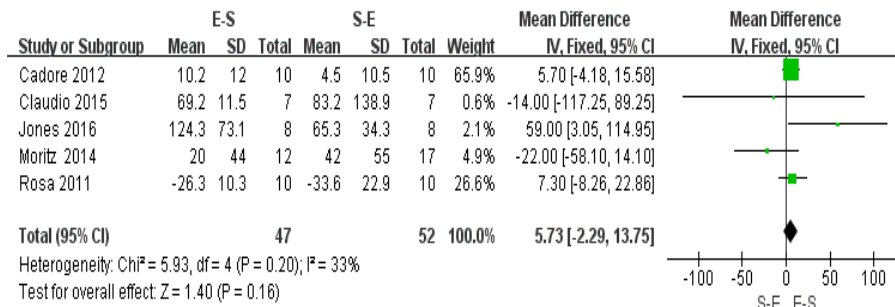 E-S S-E Mean Difference Mean Difference
Study or Subgroup Mean SD Total Mean SD Total Weight IV, Fixed, 95% CI IV, Fixed, 95% CI
Cadore 2012 10.2 12 10 4.5 10.5 10 65.9% 5.70 [-4.18, 15.58]
Claudio 2015 69.2 11.5 7 83.2 138.9 7 0.6% -14.00 [-117.25, 89.25]
Jones 2016 124.3 73.1 8 65.3 34.3 8 2.1% 59.00 [3.05, 114.95]
Moritz 2014 20 44 12 42 55 17 4.9% -22.00 [-58.10, 14.10]
Rosa 2011 -26.3 10.3 10 -33.6 22.9 10 26.6% 7.30 [-8.26, 22.86]
Total (95% CI) 47 52 100.0% 5.73 [-2.29, 13.75]
Heterogeneity: Chi² = 5.93, df = 4 (P = 0.20); I² = 33%
Test for overall effect: Z = 1.40 (P = 0.16)
-100 -50 0 50 100
S-E E-S